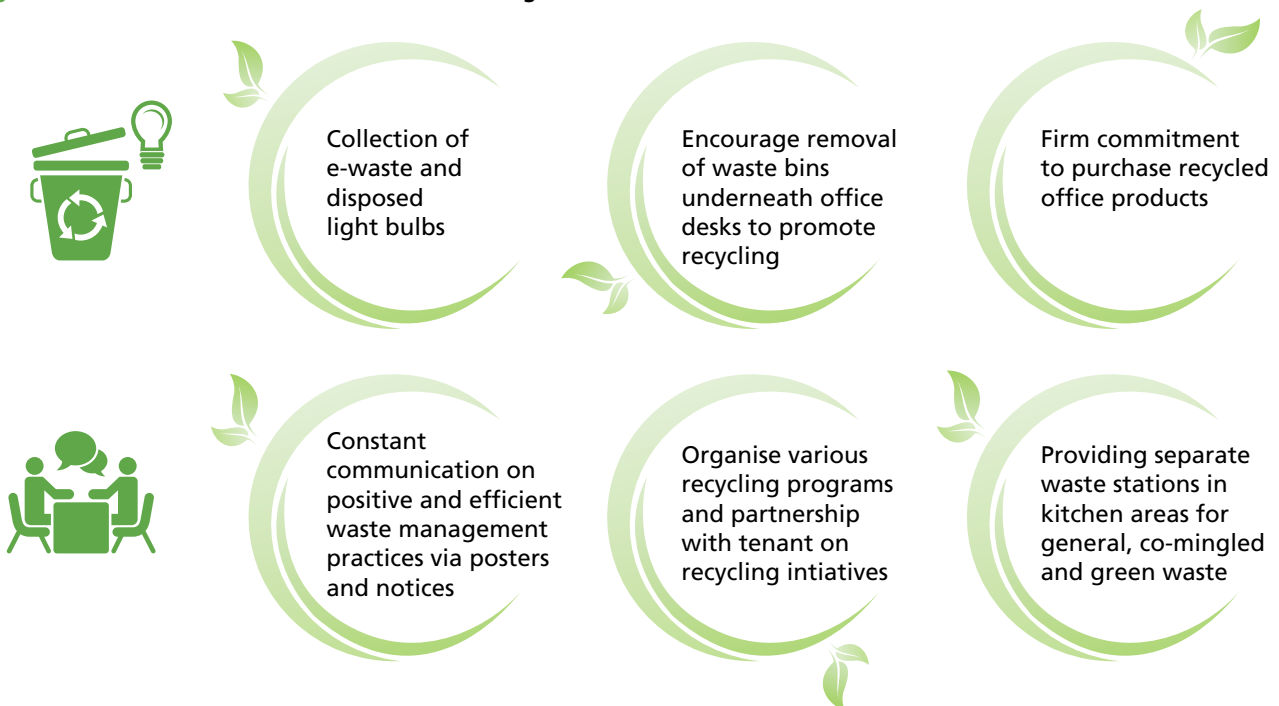 Collection of
e-waste and
disposed
light bulbs
Encourage removal
of waste bins
underneath office
desks to promote
recycling
Firm commitment
to purchase recycled
office products
Constant
communication on
positive and efficient
waste management
practices via posters
and notices
Organise various
recycling programs
and partnership
with tenant on
recycling intiatives
Providing separate
waste stations in
kitchen areas for
general, co-mingled
and green waste